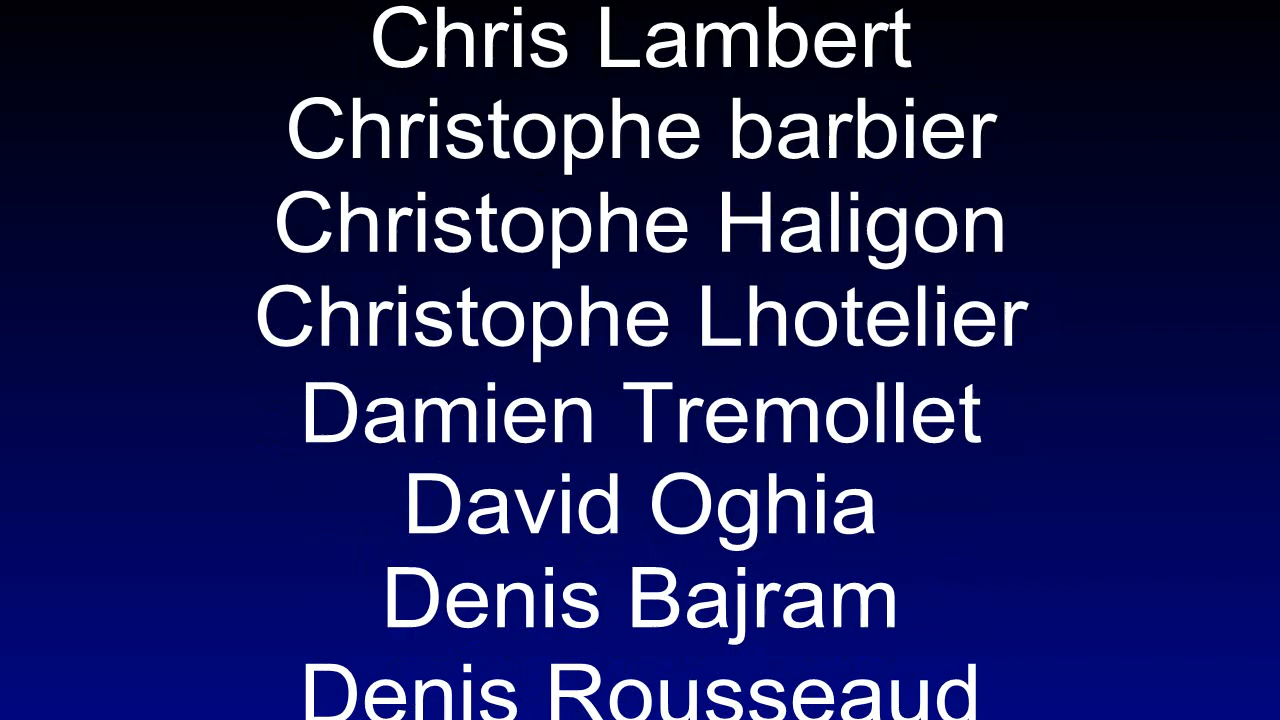 Chris Lambert
Christophe barbier
Christophe Haligon
Christophe Lhotelier
Damien Tremollet
David Oghia
Denis Bajram
Denis Rousseaud